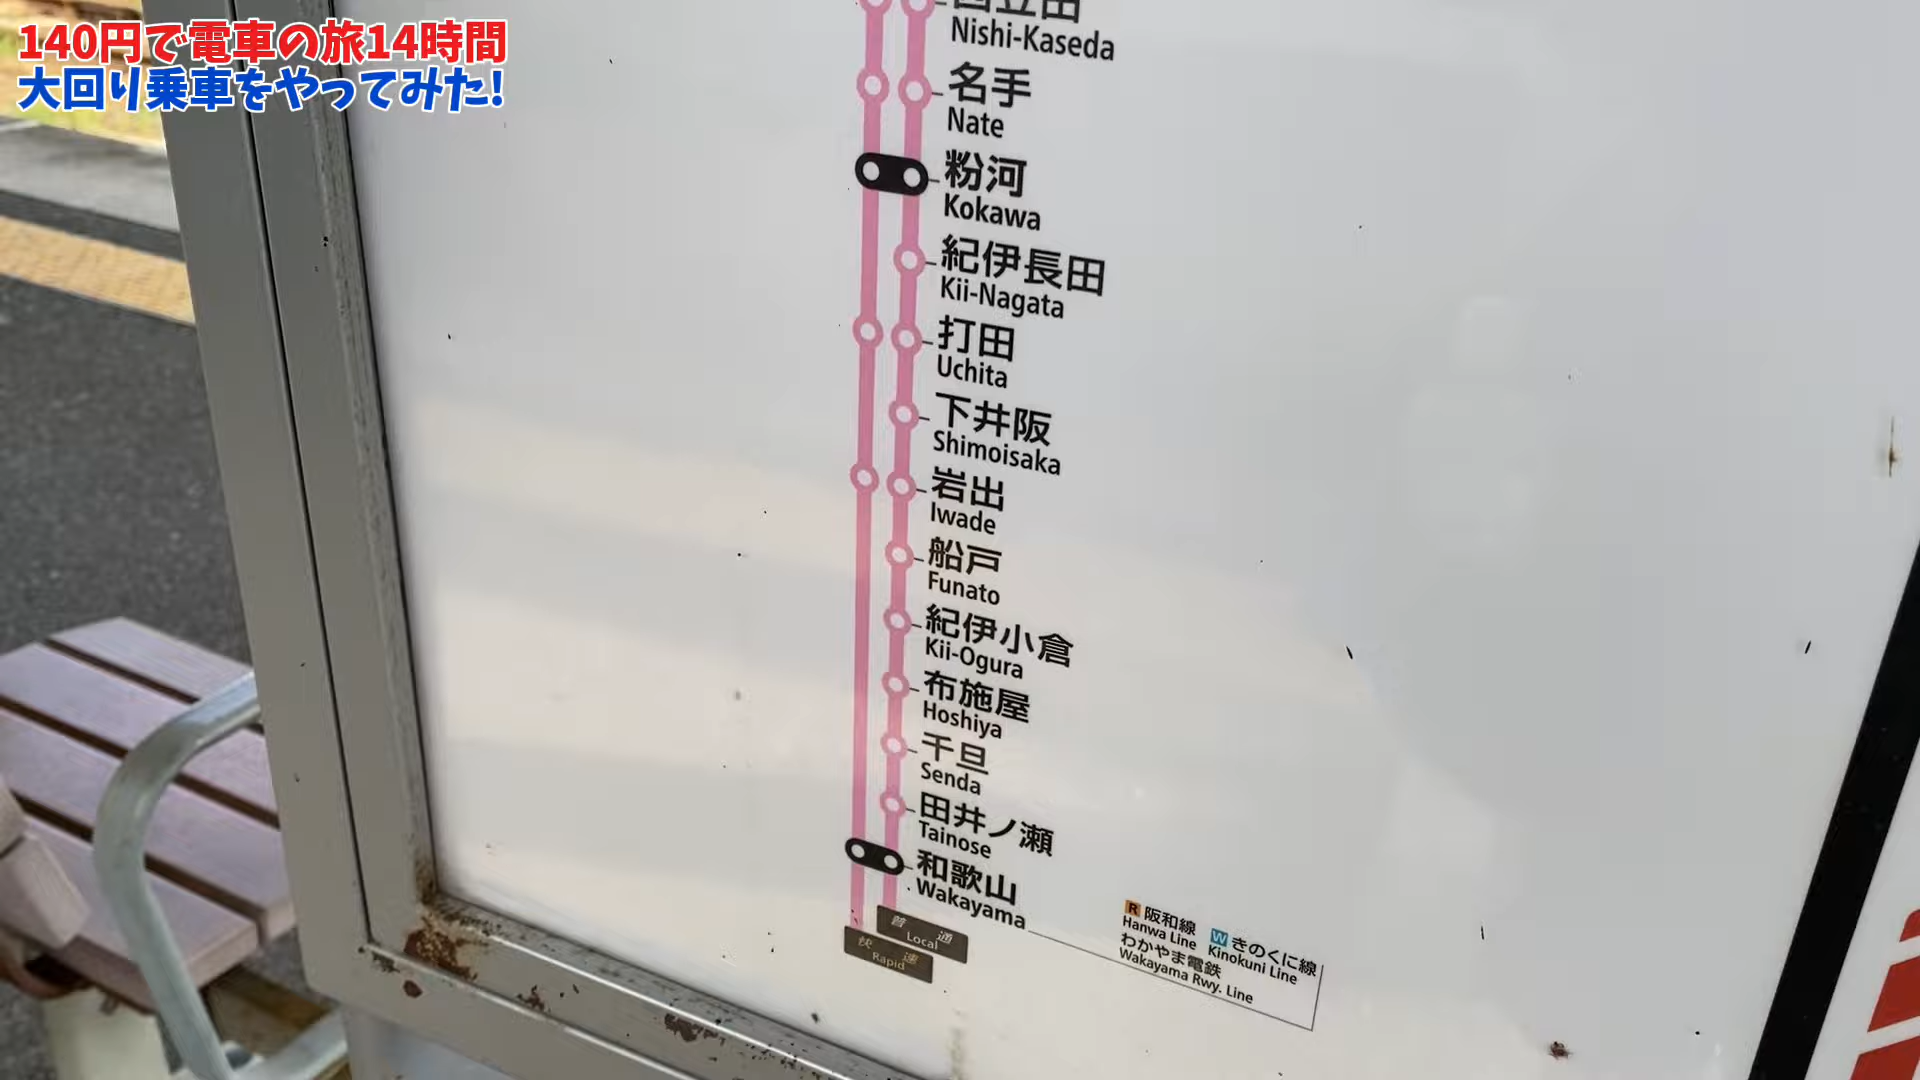 140円で電車の旅14時間
大回り乗車をやってみた!
Nishi-Kaseda
名手
Nate
粉河
Kokawa
紀伊長田
Kii-Nagata
打田
Uchita
下井阪
Shimoisaka
岩出
Iwade
船戸
Funato
紀伊小倉
Kii-Ogura
布施屋
Hoshiya
千旦
Senda
田井ノ瀬
Tainose
和歌山
Wakayama
普通
Local
快速
Rapid
R 阪和線
Hanwa Line
W きのくに線
Kinokuni Line
わかやま電鉄
Wakayama Rwy. Line